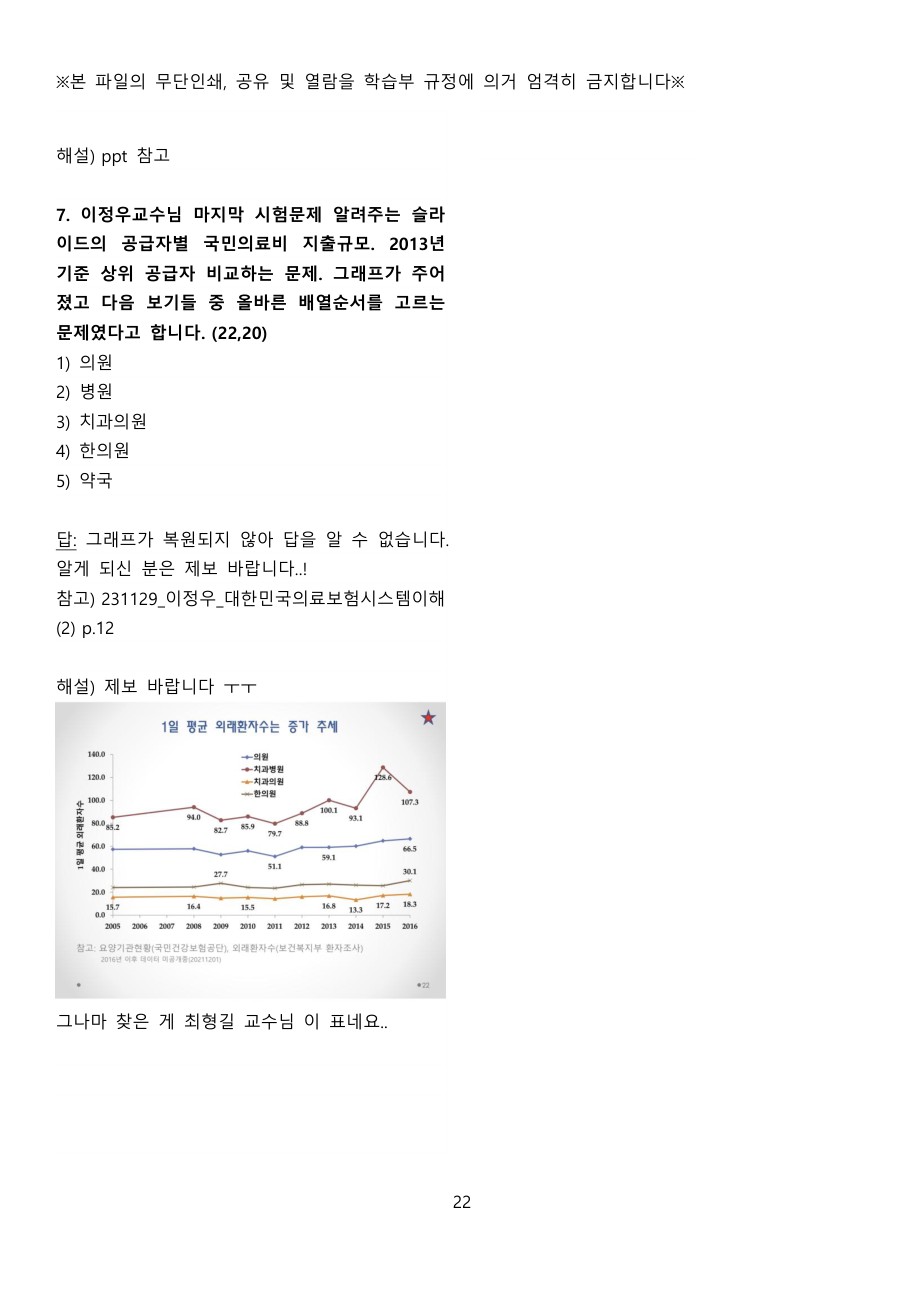 ※본 파일의 무단인쇄, 공유 및 열람을 학습부 규정에 의거 엄격히 금지합니다※
해설) ppt 참고
7. 이정우교수님 마지막 시험문제 알려주는 슬라
이드의 공급자별 국민의료비 지출규모. 2013년
기준 상위 공급자 비교하는 문제. 그래프가 주어
졌고 다음 보기들 중 올바른 배열순서를 고르는
문제였다고 합니다. (22,20)
1) 의원
2) 병원
3) 치과의원
4) 한의원
5) 약국
답: 그래프가 복원되지 않아 답을 알 수 없습니다.
알게 되신 분은 제보 바랍니다..!
참고) 231129_이정우_대한민국의료보험시스템이해
(2) p.12
해설) 제보 바랍니다 ㅜㅜ
1일 평균 외래환자수는 증가 추세
1일 평균 외래환자수
140.0
120.0
100.0
80.0
60.0
40.0
20.0
0.0
의원
치과병원
치과의원
한의원
85.2
94.0
82.7
85.9
79.7
88.8
100.1
93.1
128.6
107.3
51.1
59.1
66.5
27.7
30.1
15.7
16.4
15.5
16.8
13.3
17.2
18.3
2005 2006 2007 2008 2009 2010 2011 2012 2013 2014 2015 2016
참고: 요양기관현황(국민건강보험공단), 외래환자수(보건복지부 환자조사)
2016년 이후 데이터 미공개중(20211201)
22
그나마 찾은 게 최형길 교수님 이 표네요..
22